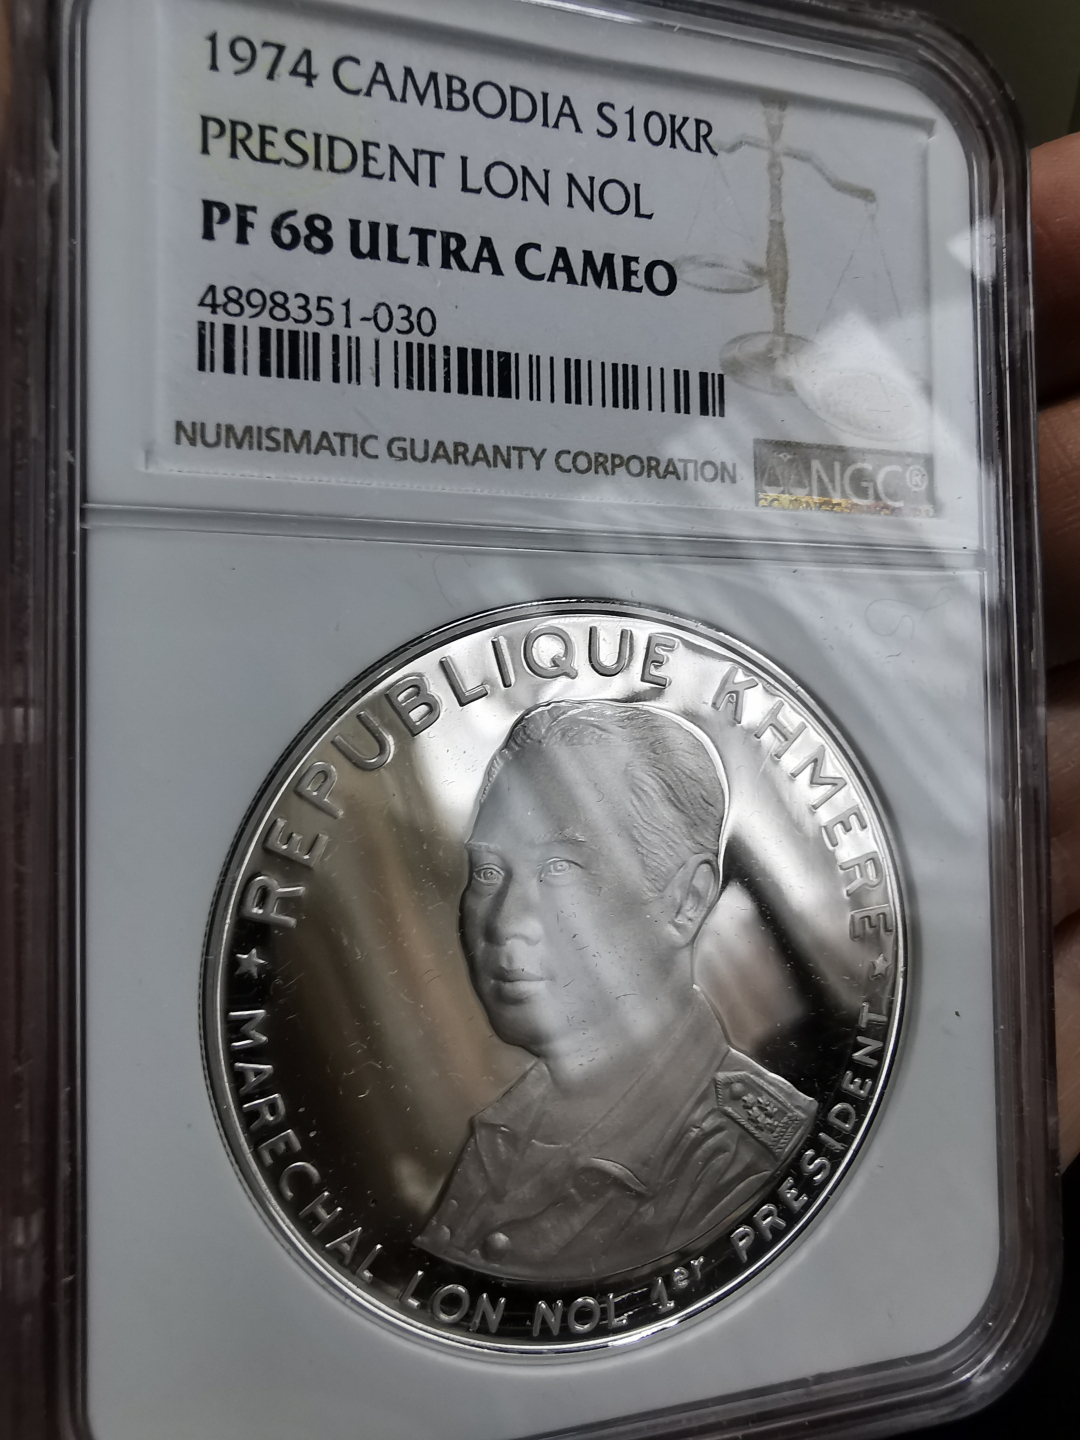 1974 CAMBODIA S10KR
PRESIDENT LON NOL
PF 68 ULTRA CAMEO
4898351-030
NUMISMATIC GUARANTY CORPORATION
NGC®
REPUBLIQUE KHMERE
★ MARECHAL LON NOL 1er PRESIDENT ★